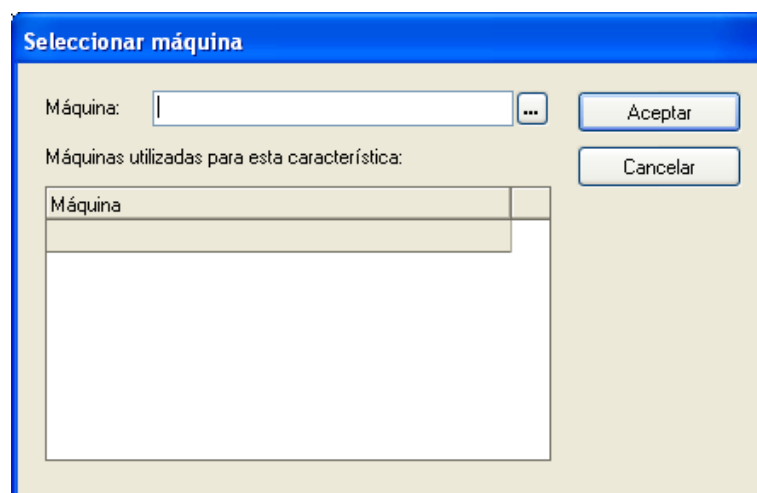 Seleccionar máquina
Máquina:
...
Aceptar
Máquinas utilizadas para esta característica:
Cancelar
Máquina